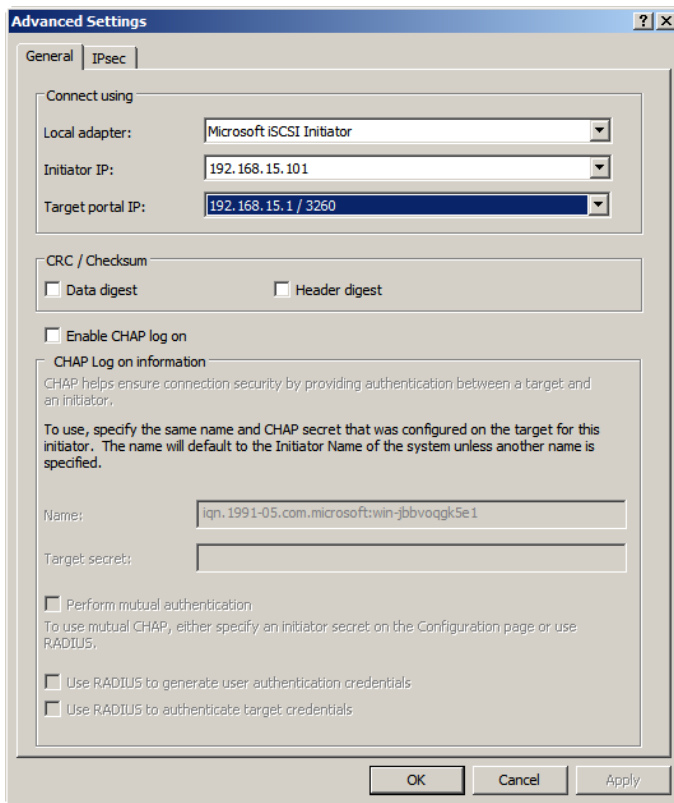 Advanced Settings
General
IPsec
Connect using
Local adapter:
Microsoft iSCSI Initiator
Initiator IP:
192.168.15.101
Target portal IP:
192.168.15.1 / 3260
CRC / Checksum
Data digest
Header digest
Enable CHAP log on
CHAP Log on information
CHAP helps ensure connection security by providing authentication between a target and
an initiator.
To use, specify the same name and CHAP secret that was configured on the target for this
initiator. The name will default to the Initiator Name of the system unless another name is
specified.
Name:
iqn.1991-05.com.microsoft:win-jbbvoqgk5e1
Target secret:
Perform mutual authentication
To use mutual CHAP, either specify an initiator secret on the Configuration page or use
RADIUS.
Use RADIUS to generate user authentication credentials
Use RADIUS to authenticate target credentials
OK
Cancel
Apply